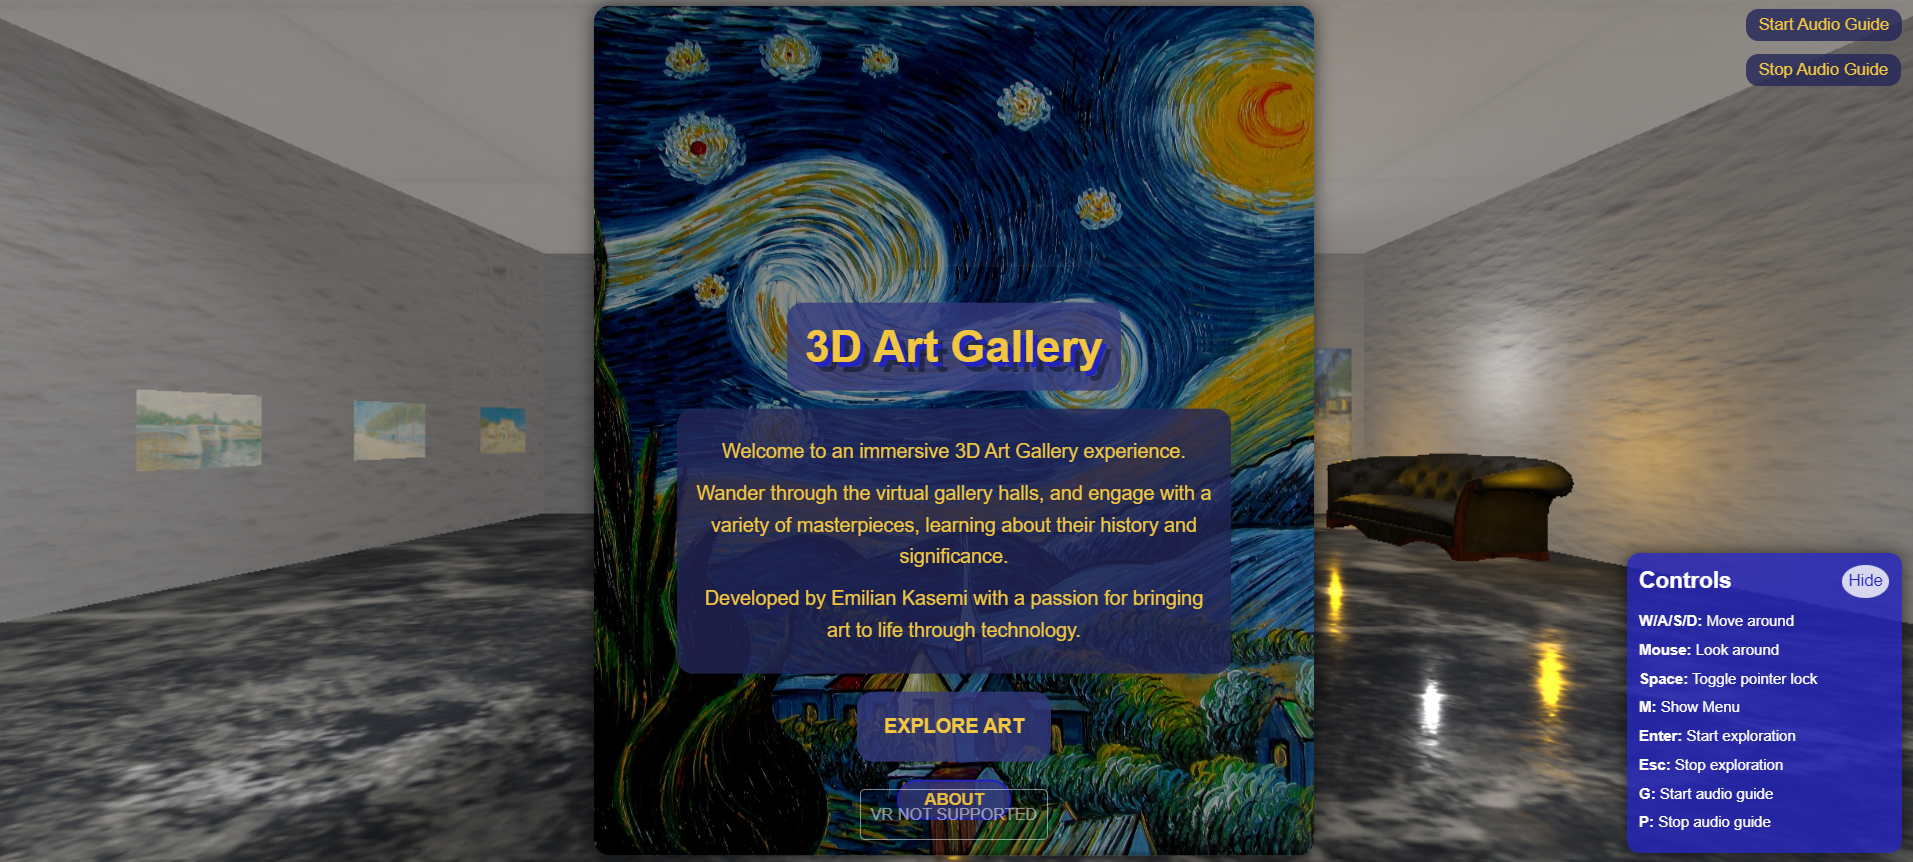 Start Audio Guide
Stop Audio Guide
3D Art Gallery
Welcome to an immersive 3D Art Gallery experience.
Wander through the virtual gallery halls, and engage with a
variety of masterpieces, learning about their history and
significance.
Developed by Emilian Kasemi with a passion for bringing
art to life through technology.
EXPLORE ART
ABOUT
VR NOT SUPPORTED
Controls
Hide
W/A/S/D: Move around
Mouse: Look around
Space: Toggle pointer lock
M: Show Menu
Enter: Start exploration
Esc: Stop exploration
G: Start audio guide
P: Stop audio guide